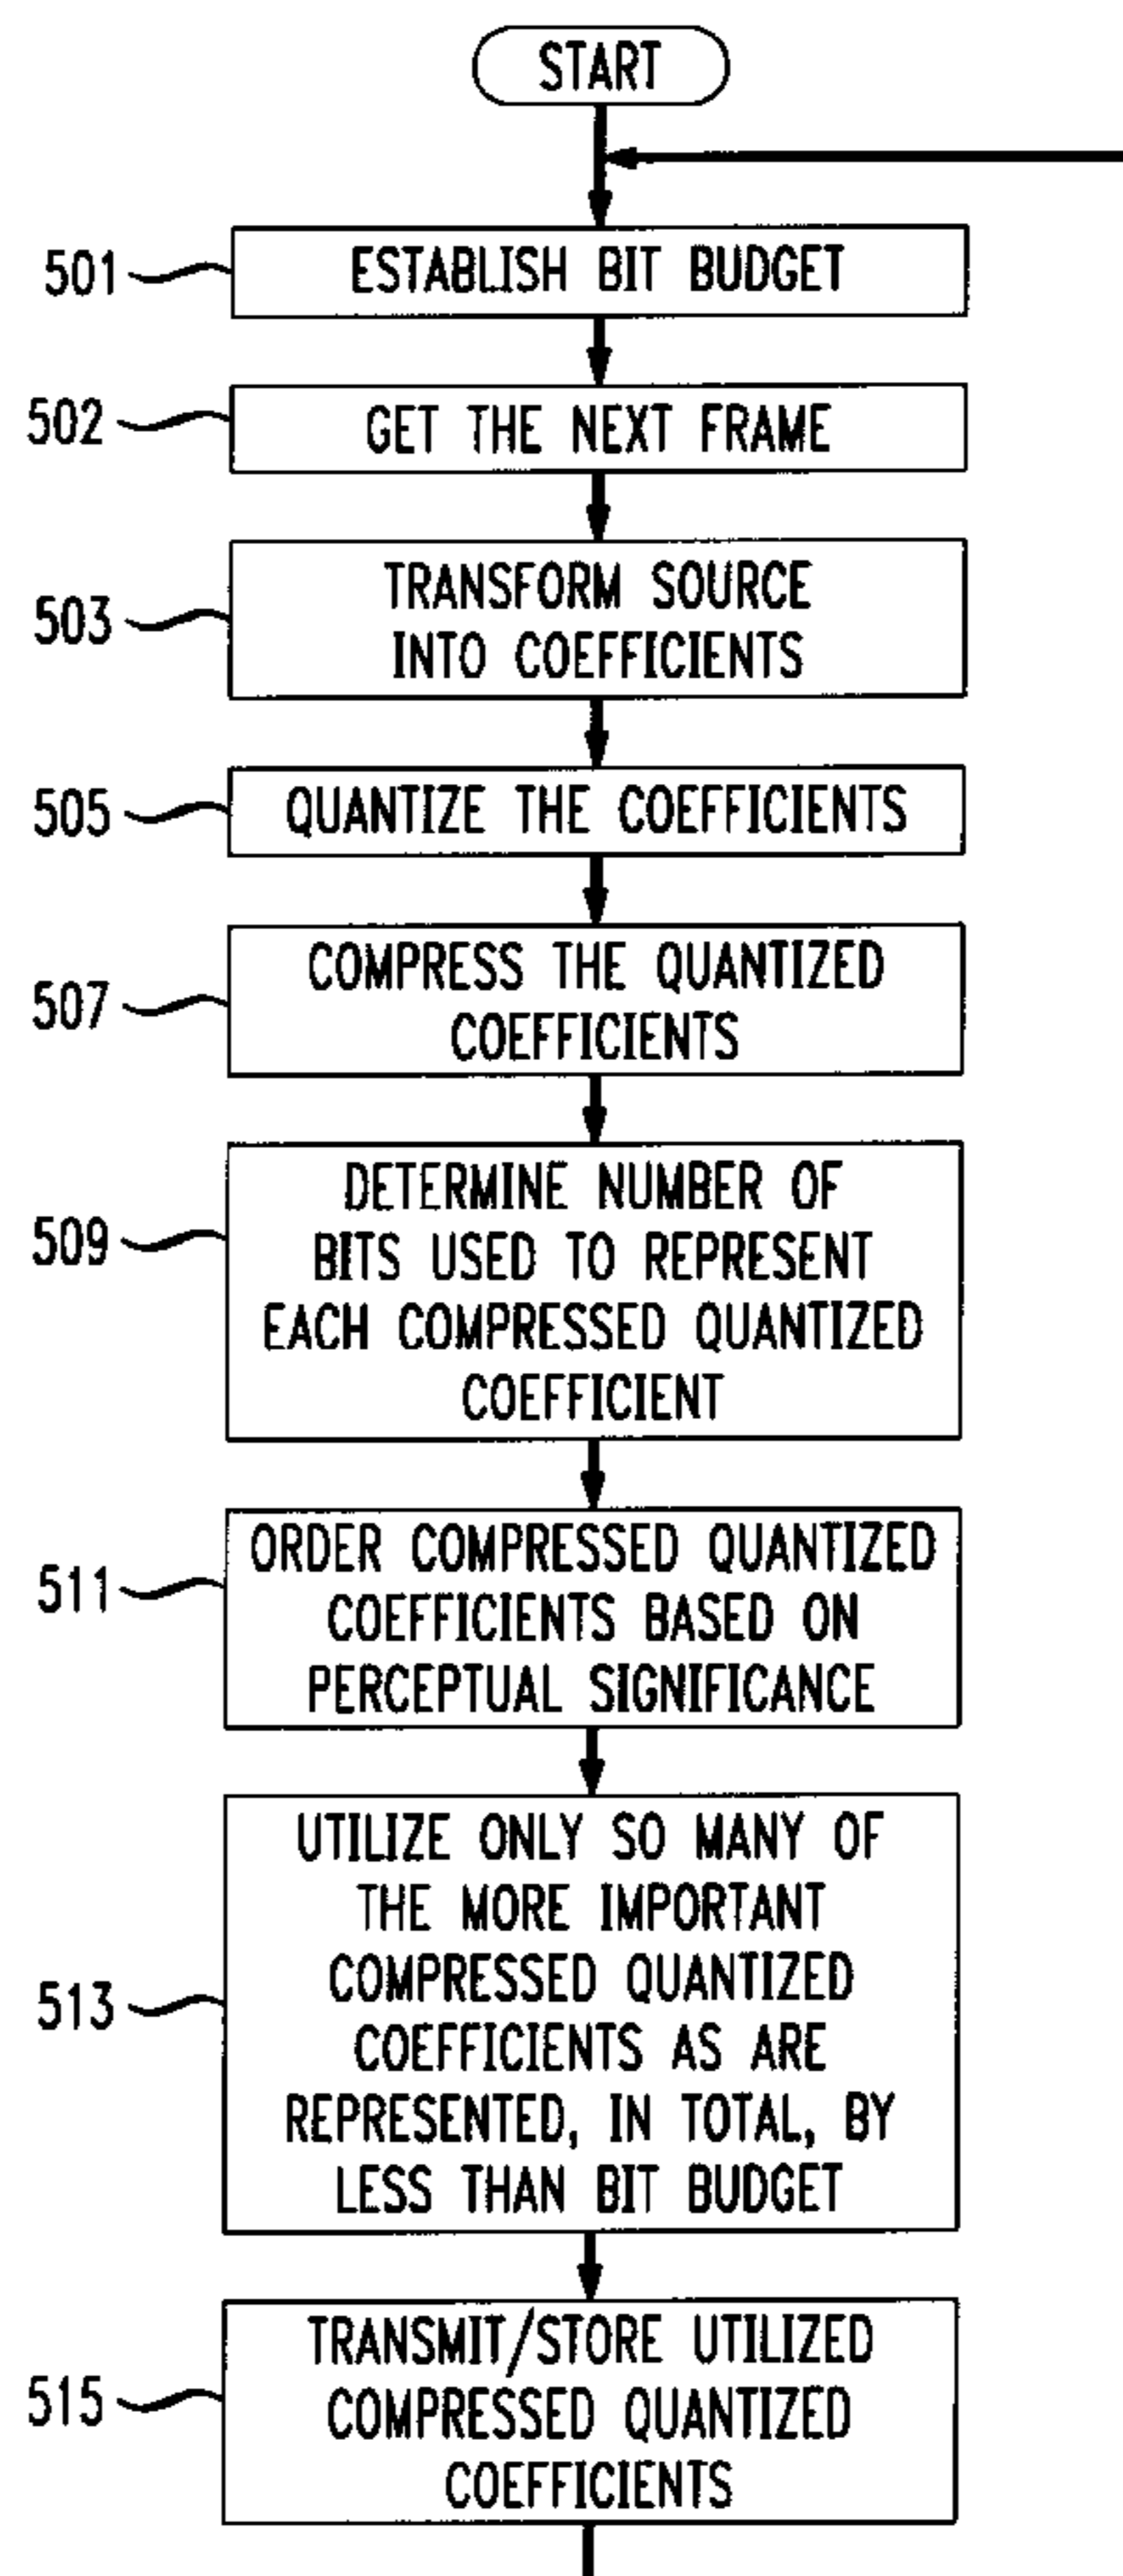 START
501
ESTABLISH BIT BUDGET
502
GET THE NEXT FRAME
503
TRANSFORM SOURCE
INTO COEFFICIENTS
505
QUANTIZE THE COEFFICIENTS
507
COMPRESS THE QUANTIZED
COEFFICIENTS
509
DETERMINE NUMBER OF
BITS USED TO REPRESENT
EACH COMPRESSED QUANTIZED
COEFFICIENT
511
ORDER COMPRESSED QUANTIZED
COEFFICIENTS BASED ON
PERCEPTUAL SIGNIFICANCE
513
UTILIZE ONLY SO MANY OF
THE MORE IMPORTANT
COMPRESSED QUANTIZED
COEFFICIENTS AS ARE
REPRESENTED, IN TOTAL, BY
LESS THAN BIT BUDGET
515
TRANSMIT/STORE UTILIZED
COMPRESSED QUANTIZED
COEFFICIENTS